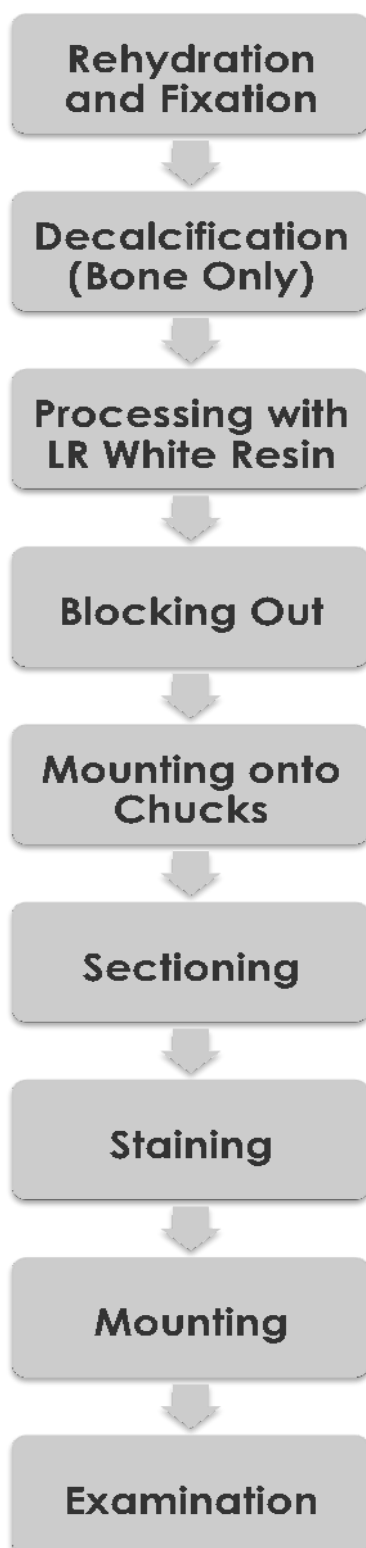 Rehydration
and Fixation
Decalcification
(Bone Only)
Processing with
LR White Resin
Blocking Out
Mounting onto
Chucks
Sectioning
Staining
Mounting
Examination